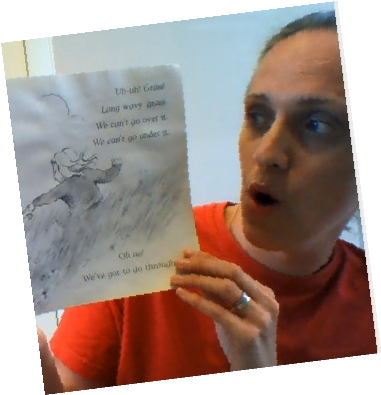 Uh-uh! Grass!
Long wavy grass.
We can't go over it.
We can't go under it.
Oh no!
We've got to go through